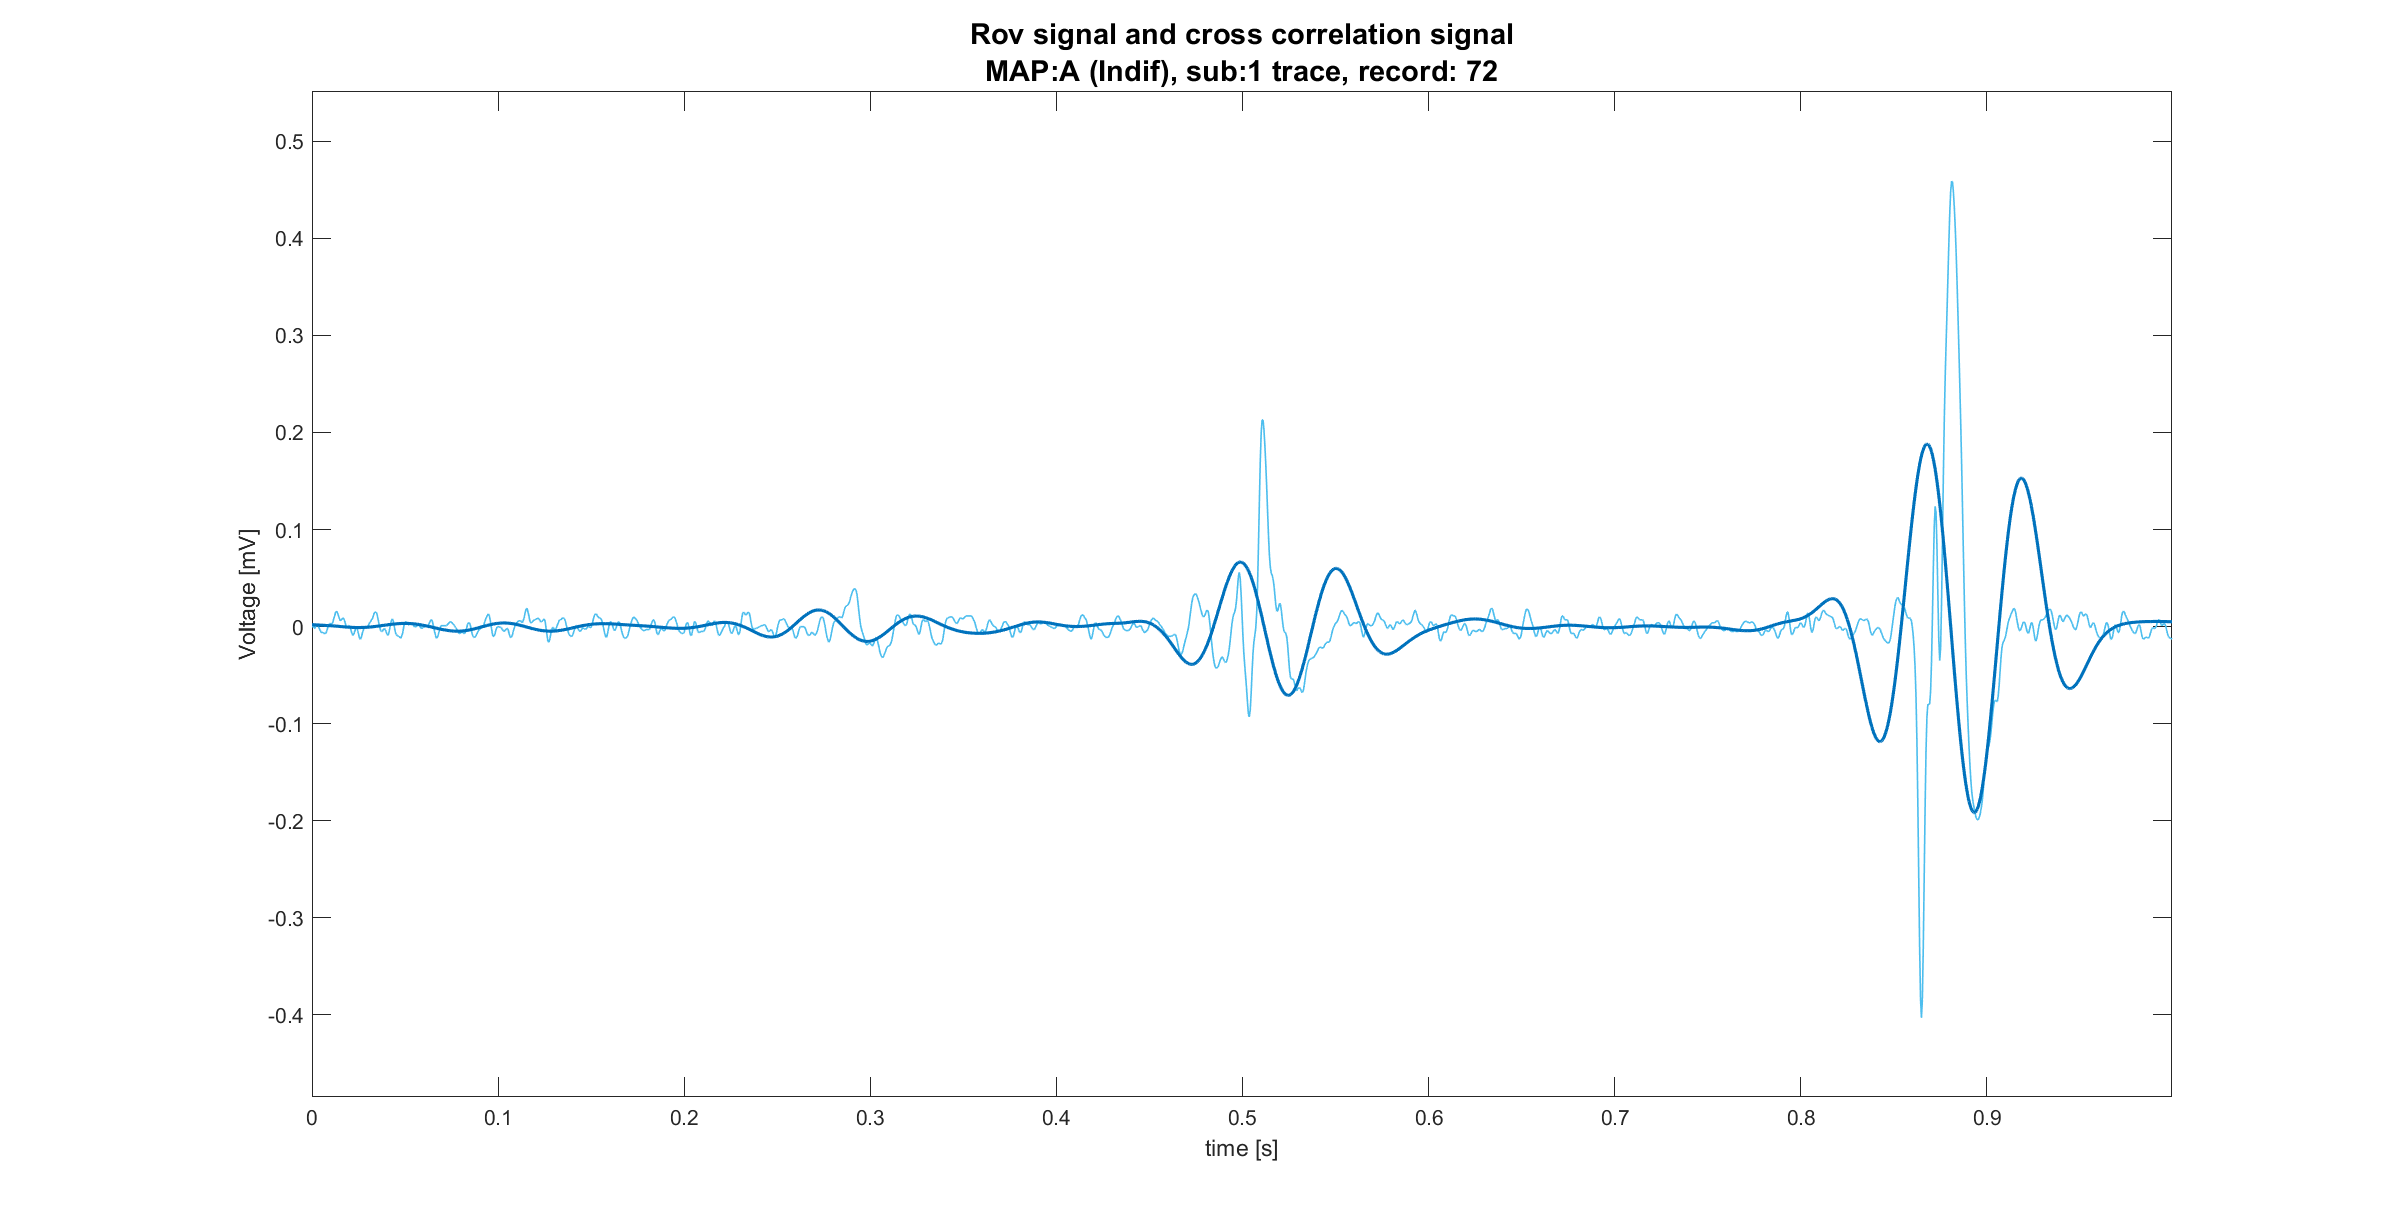 Rov signal and cross correlation signal
MAP:A (Indif), sub:1 trace, record: 72
0.5
0.4
0.3
0.2
0.1
0
-0.1
-0.2
-0.3
-0.4
Voltage [mV]
0 0.1 0.2 0.3 0.4 0.5 0.6 0.7 0.8 0.9
time [s]